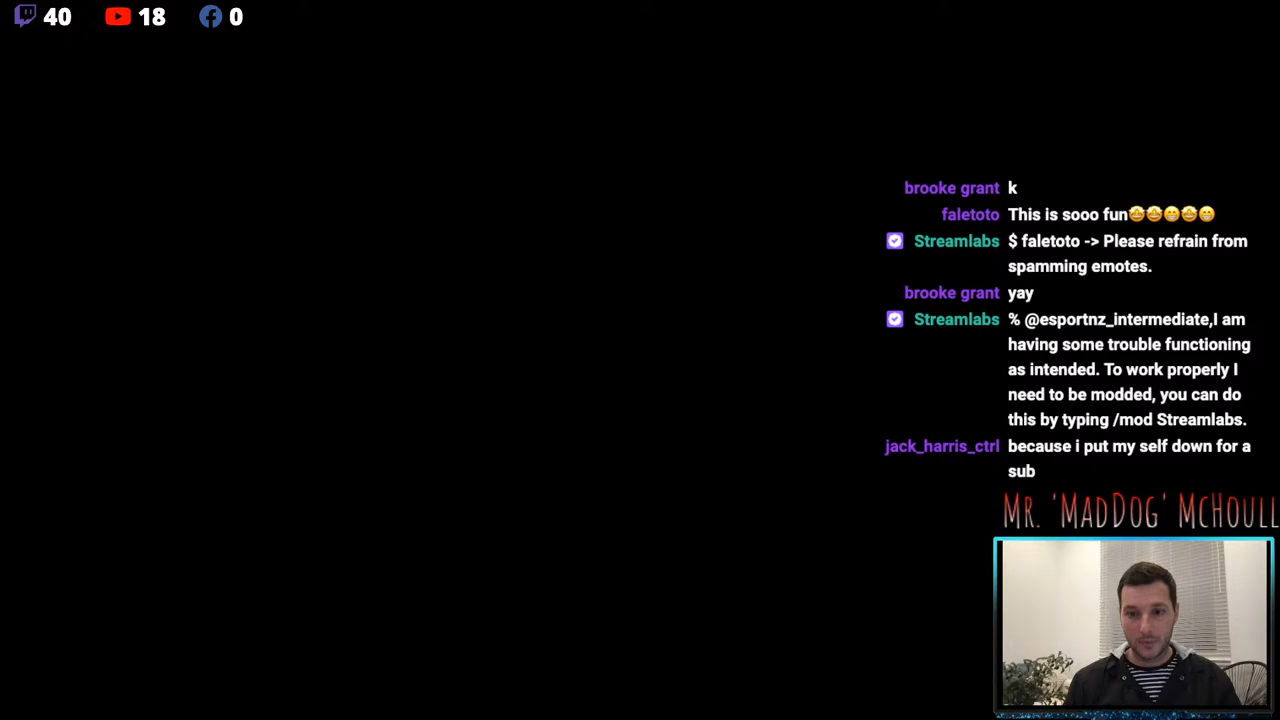 40 18 0
brooke grant k
faletoto This is sooo fun🤩🤩😁🤩😁
Streamlabs $ faletoto -> Please refrain from
spamming emotes.
brooke grant yay
Streamlabs % @esportnz_intermediate,I am
having some trouble functioning
as intended. To work properly I
need to be modded, you can do
this by typing /mod Streamlabs.
jack_harris_ctrl because i put my self down for a
sub
Mr. 'MadDog' McHoull